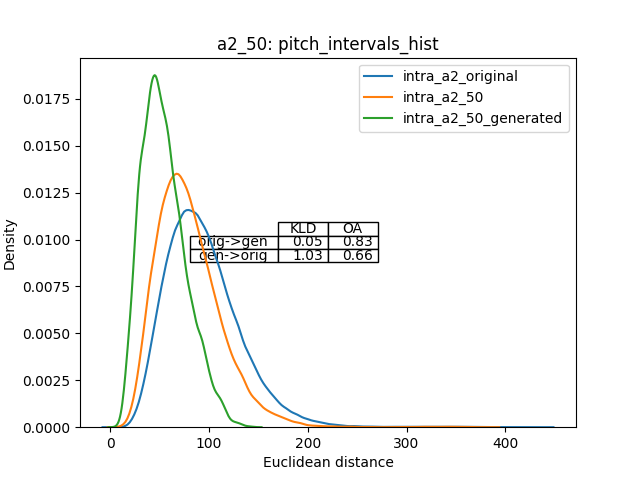 a2_50: pitch_intervals_hist
intra_a2_original
intra_a2_50
intra_a2_50_generated
Density
0.0175
0.0150
0.0125
0.0100
0.0075
0.0050
0.0025
0.0000
KLD OA
orig->gen 0.05 0.83
gen->orig 1.03 0.66
0 100 200 300 400
Euclidean distance